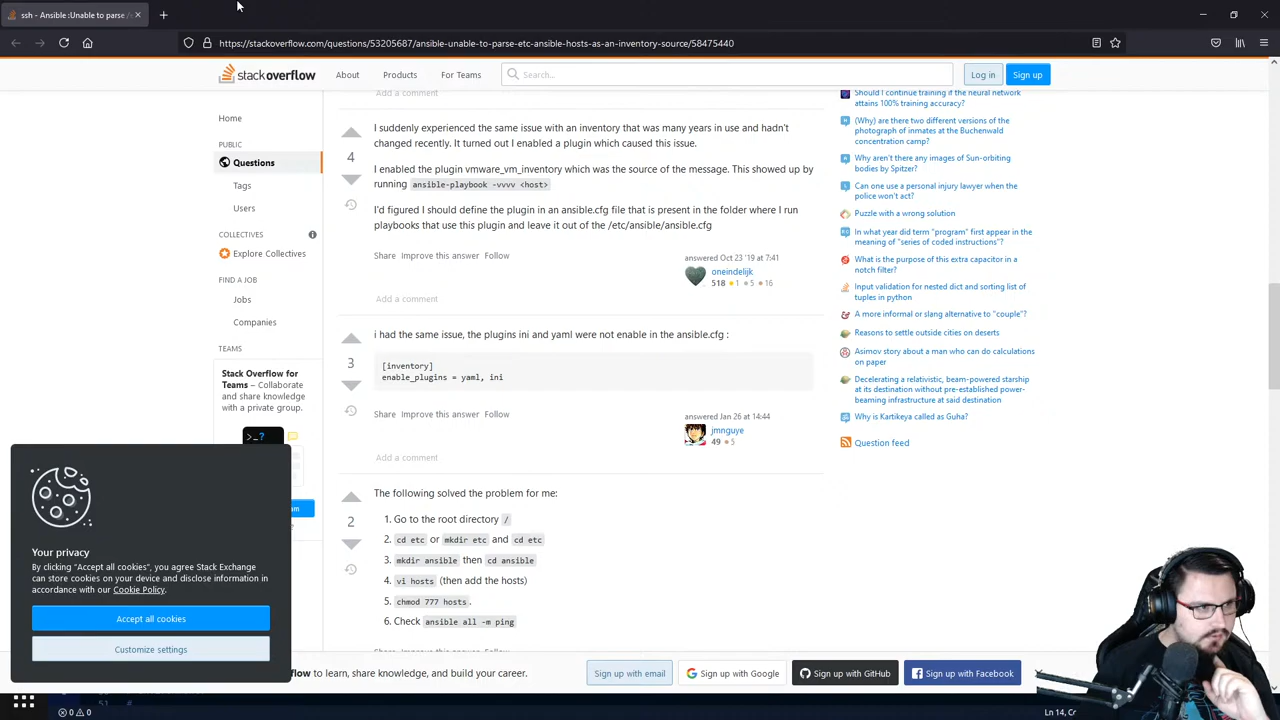 ssh - Ansible :Unable to parse /e
https://stackoverflow.com/questions/53205687/ansible-unable-to-parse-etc-ansible-hosts-as-an-inventory-source/58475440
stackoverflow
About
Products
For Teams
Search...
Log in
Sign up
Home
PUBLIC
Questions
Tags
Users
COLLECTIVES
Explore Collectives
FIND A JOB
Jobs
Companies
TEAMS
Stack Overflow for
Teams – Collaborate
and share knowledge
with a private group.
>_?
Add a comment
4
I suddenly experienced the same issue with an inventory that was many years in use and hadn't
changed recently. It turned out I enabled a plugin which caused this issue.
I enabled the plugin vmware_vm_inventory which was the source of the message. This showed up by
running ansible-playbook -vvvv <host>
I'd figured I should define the plugin in an ansible.cfg file that is present in the folder where I run
playbooks that use this plugin and leave it out of the /etc/ansible/ansible.cfg
Share Improve this answer Follow
answered Oct 23 '19 at 7:41
oneindelijk
518 1 5 16
Add a comment
3
i had the same issue, the plugins ini and yaml were not enable in the ansible.cfg :
[inventory]
enable_plugins = yaml, ini
Share Improve this answer Follow
answered Jan 26 at 14:44
jmnguye
49 5
Add a comment
2
The following solved the problem for me:
1. Go to the root directory /
2. cd etc or mkdir etc and cd etc
3. mkdir ansible then cd ansible
4. vi hosts (then add the hosts)
5. chmod 777 hosts.
6. Check ansible all -m ping
Share Improve this answer Follow
Should I continue training if the neural network
attains 100% training accuracy?
(Why) are there two different versions of the
photograph of inmates at the Buchenwald
concentration camp?
Why aren't there any images of Sun-orbiting
bodies by Spitzer?
Can one use a personal injury lawyer when the
police won't act?
Puzzle with a wrong solution
In what year did term "program" first appear in the
meaning of "series of coded instructions"?
What is the purpose of this extra capacitor in a
notch filter?
Input validation for nested dict and sorting list of
tuples in python
A more informal or slang alternative to "couple"?
Reasons to settle outside cities on deserts
Asimov story about a man who can do calculations
on paper
Decelerating a relativistic, beam-powered starship
at its destination without pre-established power-
beaming infrastructure at said destination
Why is Kartikeya called as Guha?
Question feed
Your privacy
By clicking "Accept all cookies", you agree Stack Exchange
can store cookies on your device and disclose information in
accordance with our Cookie Policy.
Accept all cookies
Customize settings
flow to learn, share knowledge, and build your career.
Sign up with email
Sign up with Google
Sign up with GitHub
Sign up with Facebook
0 0
Ln 14, Cr